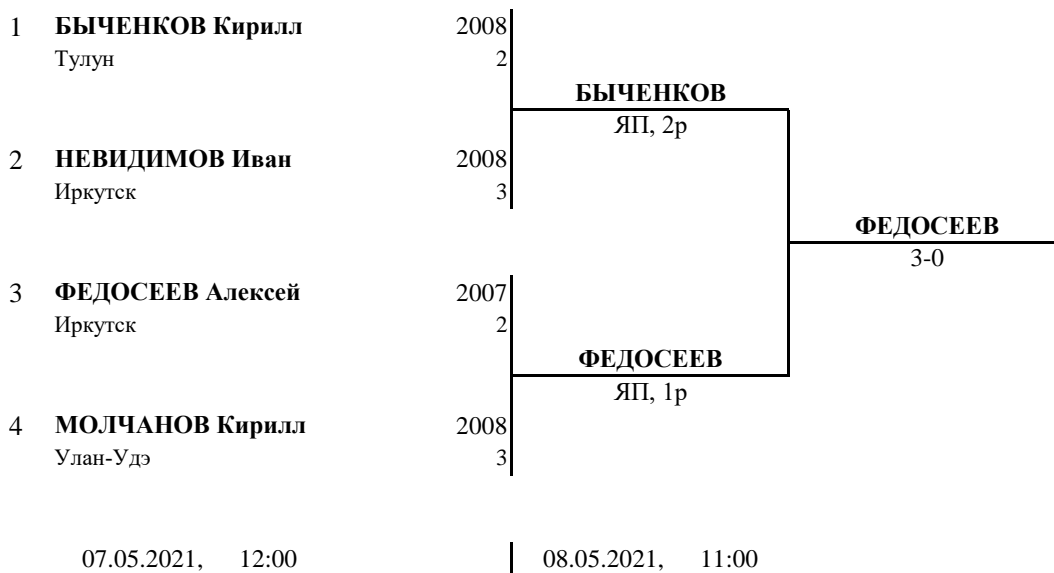 1 БЫЧЕНКОВ Кирилл 2008
Тулун 2
БЫЧЕНКОВ
ЯП, 2р
2 НЕВИДИМОВ Иван 2008
Иркутск 3
ФЕДОСЕЕВ
3-0
3 ФЕДОСЕЕВ Алексей 2007
Иркутск 2
ФЕДОСЕЕВ
ЯП, 1р
4 МОЛЧАНОВ Кирилл 2008
Улан-Удэ 3
07.05.2021, 12:00 08.05.2021, 11:00